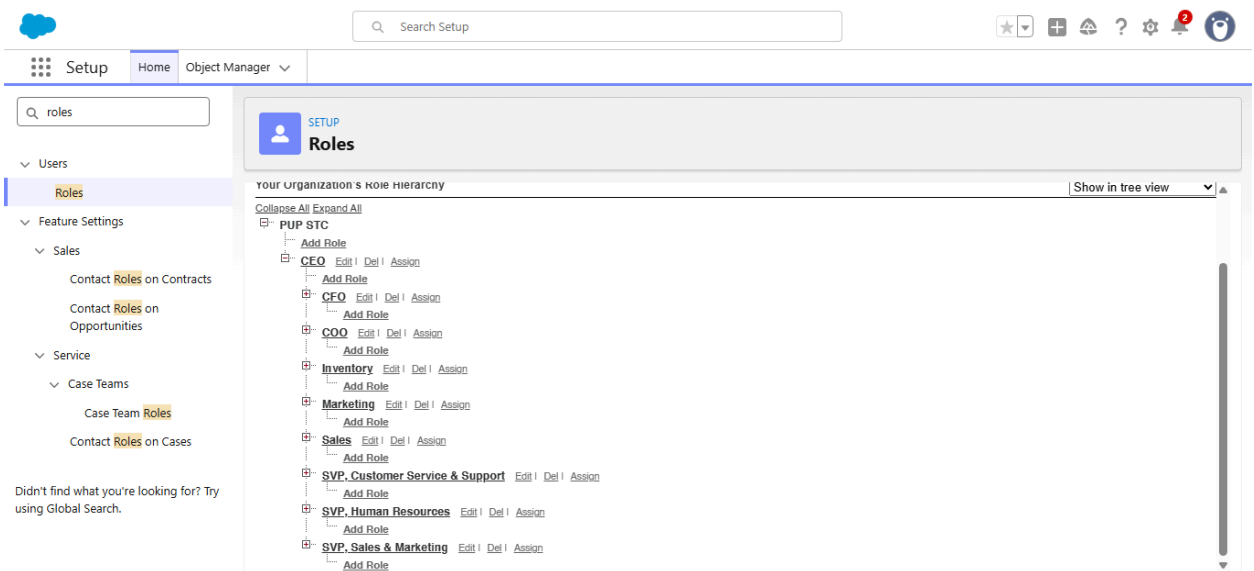 Search Setup
2
Setup
Home
Object Manager
roles
Users
Roles
Feature Settings
Sales
Contact Roles on Contracts
Contact Roles on
Opportunities
Service
Case Teams
Case Team Roles
Contact Roles on Cases
Didn't find what you're looking for? Try
using Global Search.
SETUP
Roles
Your Organization's Role Hierarchy
Show in tree view
Collapse All Expand All
PUP STC
Add Role
CEO Edit | Del | Assign
Add Role
CFO Edit | Del | Assign
Add Role
COO Edit | Del | Assign
Add Role
Inventory Edit | Del | Assign
Add Role
Marketing Edit | Del | Assign
Add Role
Sales Edit | Del | Assign
Add Role
SVP, Customer Service & Support Edit | Del | Assign
Add Role
SVP, Human Resources Edit | Del | Assign
Add Role
SVP, Sales & Marketing Edit | Del | Assign
Add Role